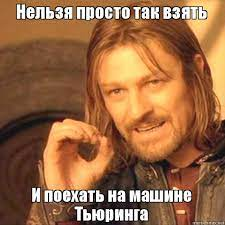 Нельзя просто так взять
И поехать на машине
Тьюринга